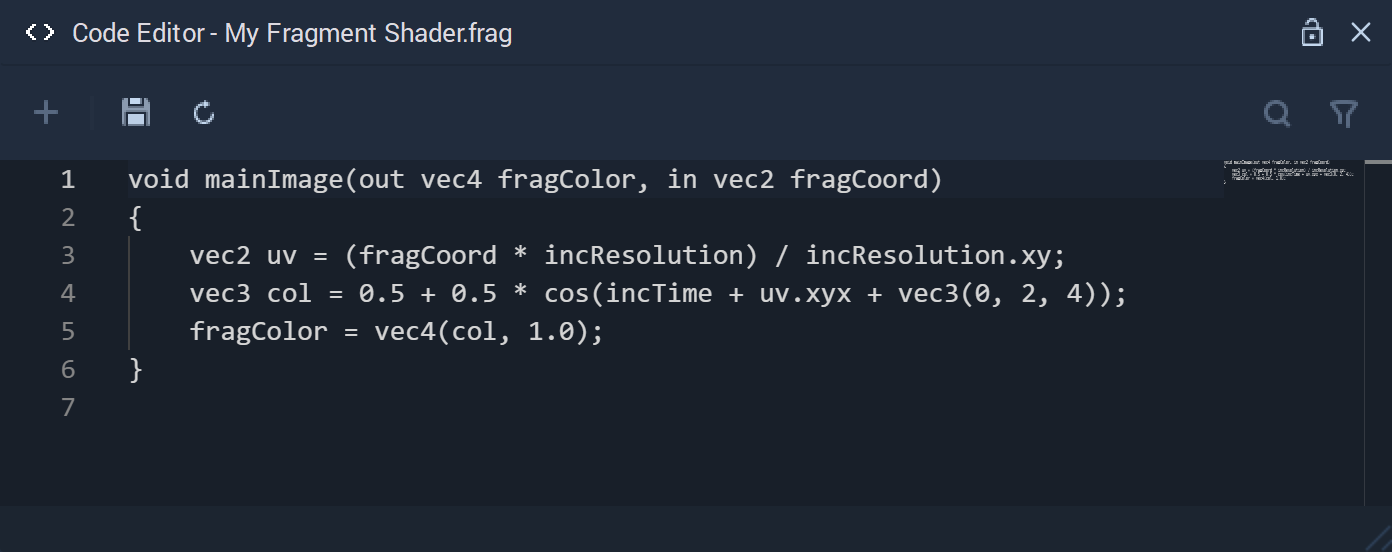 Code Editor - My Fragment Shader.frag
1 void mainImage(out vec4 fragColor, in vec2 fragCoord)
2 {
3     vec2 uv = (fragCoord * incResolution) / incResolution.xy;
4     vec3 col = 0.5 + 0.5 * cos(incTime + uv.xyx + vec3(0, 2, 4));
5     fragColor = vec4(col, 1.0);
6 }
7